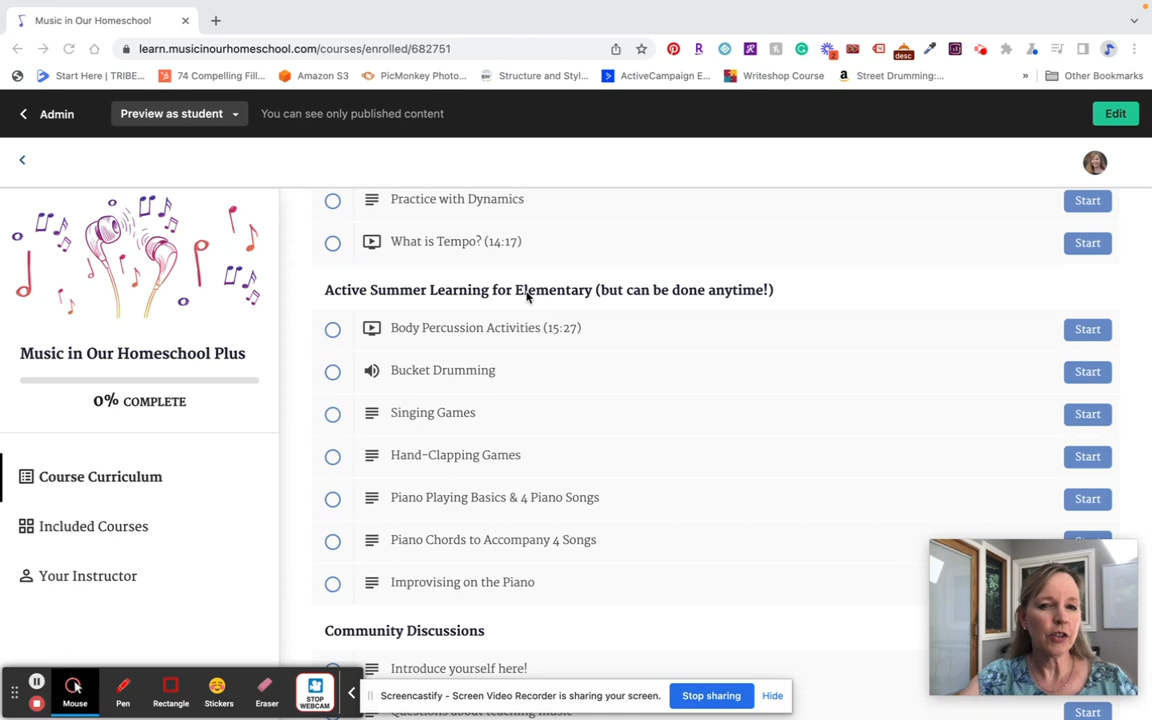 Music in Our Homeschool
learn.musicinourhomeschool.com/courses/enrolled/682751
Start Here | TRIBE...
74 Compelling Fill...
Amazon S3
PicMonkey Photo...
Structure and Styl...
ActiveCampaign E...
Writeshop Course
Street Drumming:...
»
Other Bookmarks
Admin
Preview as student
You can see only published content
Edit
Practice with Dynamics
Start
What is Tempo? (14:17)
Start
Active Summer Learning for Elementary (but can be done anytime!)
Body Percussion Activities (15:27)
Start
Bucket Drumming
Start
Singing Games
Start
Hand-Clapping Games
Start
Piano Playing Basics & 4 Piano Songs
Start
Piano Chords to Accompany 4 Songs
Improvising on the Piano
Community Discussions
Introduce yourself here!
Start
Music in Our Homeschool Plus
0% COMPLETE
Course Curriculum
Included Courses
Your Instructor
Mouse
Pen
Rectangle
Stickers
Eraser
STOP
WEBCAM
Screencastify - Screen Video Recorder is sharing your screen.
Stop sharing
Hide